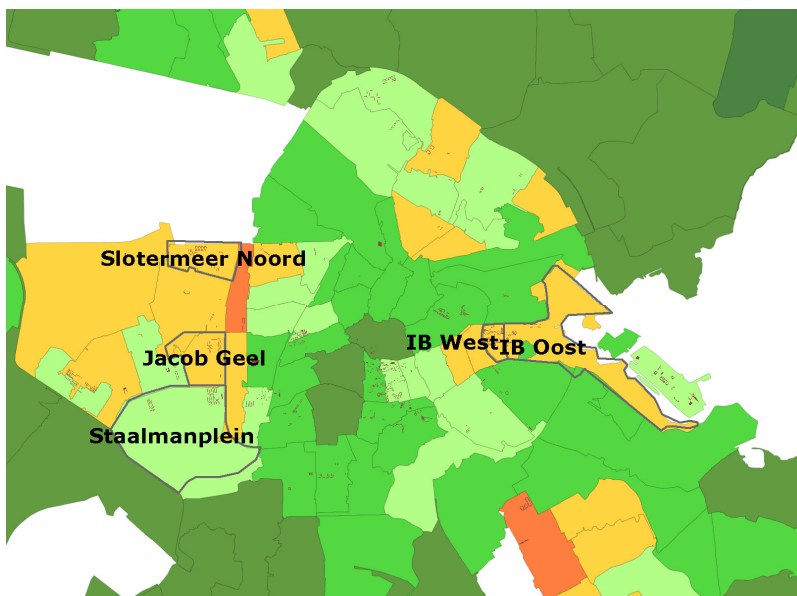 Slotermeer Noord
IB West
IB Oost
Jacob Geel
Staalmanplein